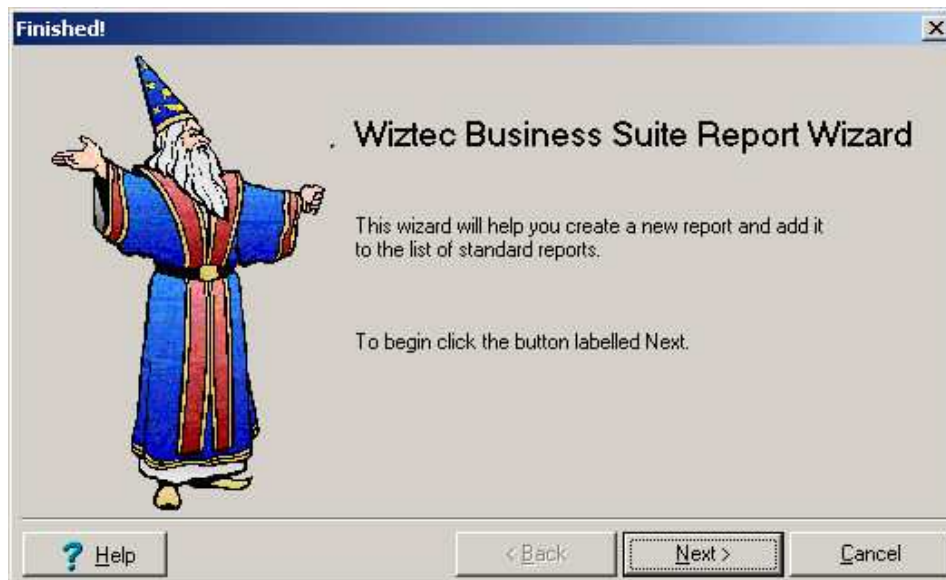 Finished!
. Wiztec Business Suite Report Wizard
This wizard will help you create a new report and add it
to the list of standard reports.
To begin click the button labelled Next.
? Help
< Back
Next >
Cancel